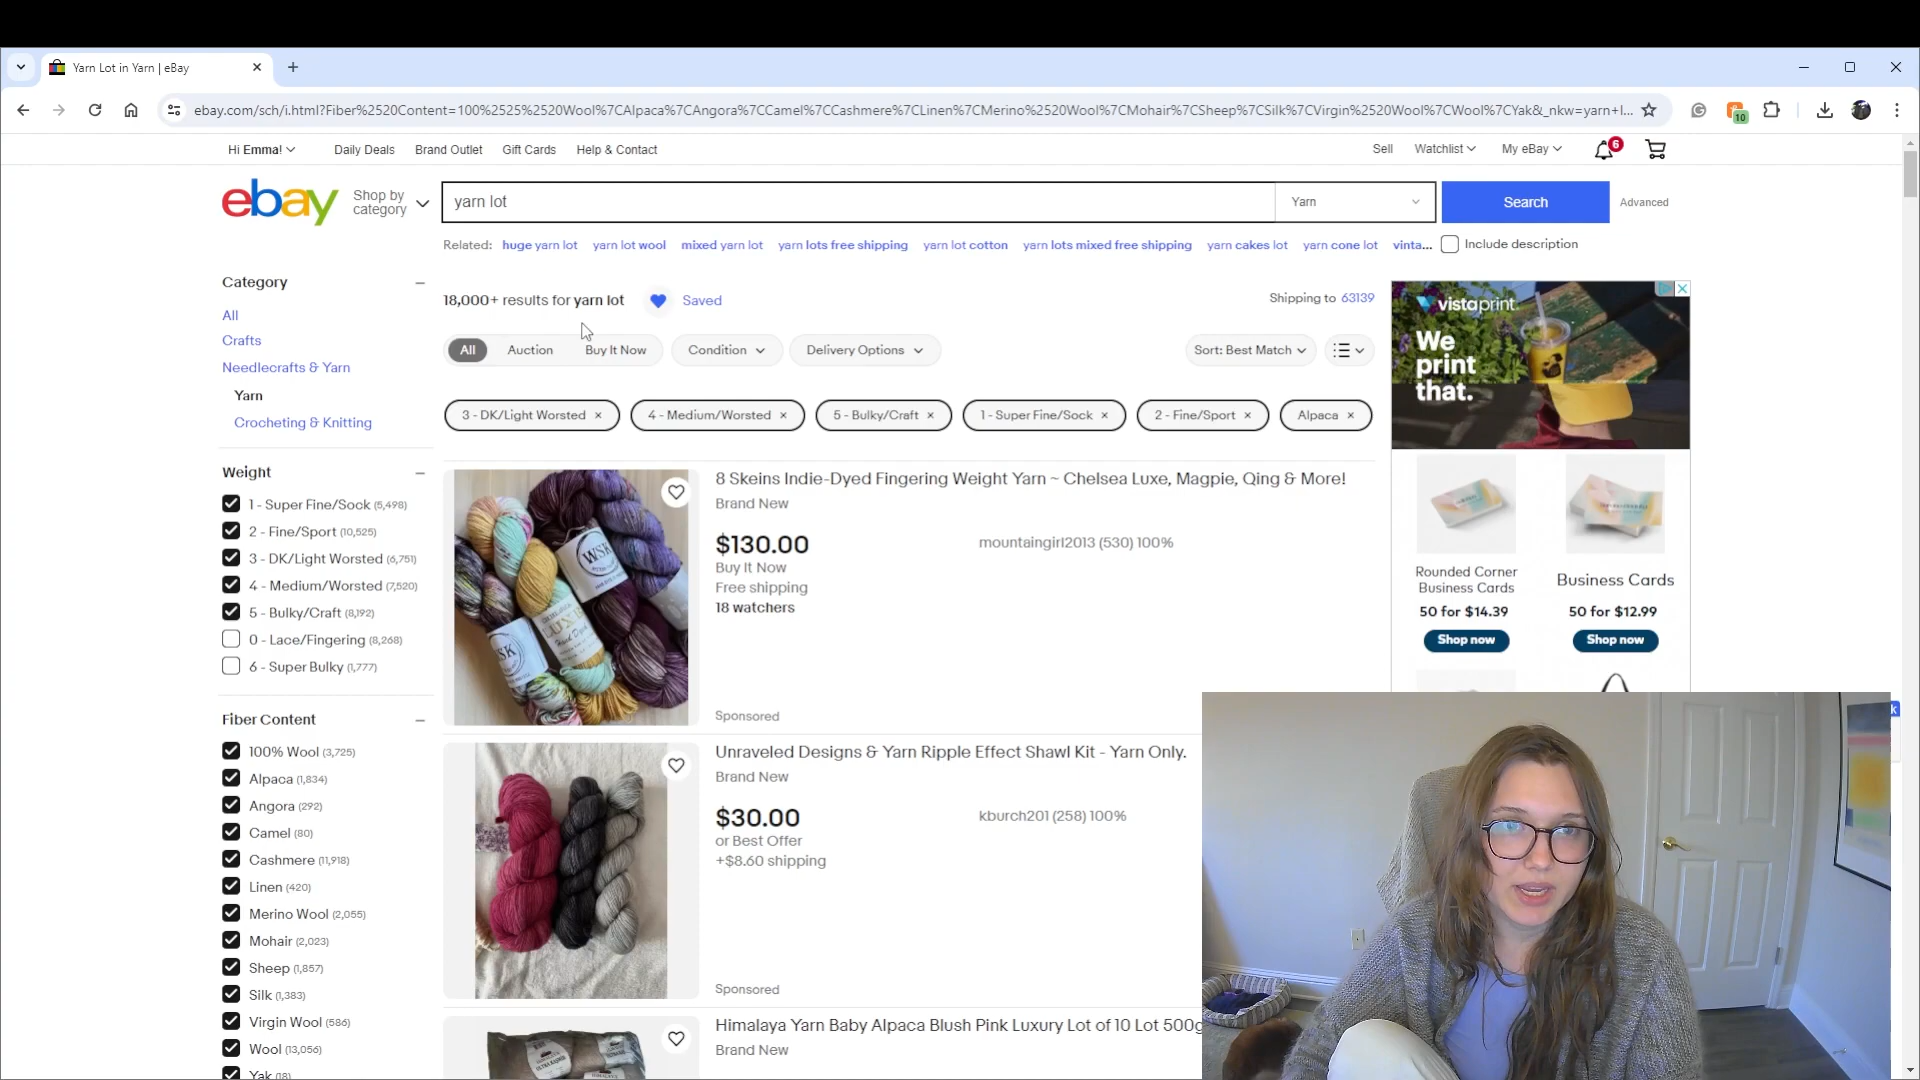 Yarn Lot in Yarn | eBay
ebay.com/sch/i.html?Fiber%2520Content=100%2525%2520Wool%7CAlpaca%7CAngora%7CCamel%7CCashmere%7CLinen%7CMerino%2520Wool%7CMohair%7CSheep%7CSilk%7CVirgin%2520Wool%7CWool%7CYak&_nkw=yarn+l...
10
Hi Emma! Daily Deals Brand Outlet Gift Cards Help & Contact Sell Watchlist My eBay 6
ebay Shop by category yarn lot Yarn Search Advanced
Related: huge yarn lot yarn lot wool mixed yarn lot yarn lots free shipping yarn lot cotton yarn lots mixed free shipping yarn cakes lot yarn cone lot vinta... Include description
Category
All
Crafts
Needlecrafts & Yarn
Yarn
Crocheting & Knitting
Weight
1 - Super Fine/Sock (5,498)
2 - Fine/Sport (10,525)
3 - DK/Light Worsted (6,751)
4 - Medium/Worsted (7,520)
5 - Bulky/Craft (8,192)
0 - Lace/Fingering (8,268)
6 - Super Bulky (1,777)
Fiber Content
100% Wool (3,725)
Alpaca (1,834)
Angora (292)
Camel (80)
Cashmere (11,918)
Linen (420)
Merino Wool (2,055)
Mohair (2,023)
Sheep (1,857)
Silk (1,383)
Virgin Wool (586)
Wool (13,056)
Yak (18)
18,000+ results for yarn lot Saved Shipping to 63139
All Auction Buy It Now Condition Delivery Options Sort: Best Match
3 - DK/Light Worsted × 4 - Medium/Worsted × 5 - Bulky/Craft × 1 - Super Fine/Sock × 2 - Fine/Sport × Alpaca ×
8 Skeins Indie-Dyed Fingering Weight Yarn ~ Chelsea Luxe, Magpie, Qing & More!
Brand New
$130.00 mountaingirl2013 (530) 100%
Buy It Now
Free shipping
18 watchers
Sponsored
WSK
LUXE
WSK
Unraveled Designs & Yarn Ripple Effect Shawl Kit - Yarn Only.
Brand New
$30.00 kburch201 (258) 100%
or Best Offer
+$8.60 shipping
Sponsored
Himalaya Yarn Baby Alpaca Blush Pink Luxury Lot of 10 Lot 500g
Brand New
vistaprint.
We
print
that.
Rounded Corner
Business Cards
50 for $14.39
Shop now
Business Cards
50 for $12.99
Shop now
k